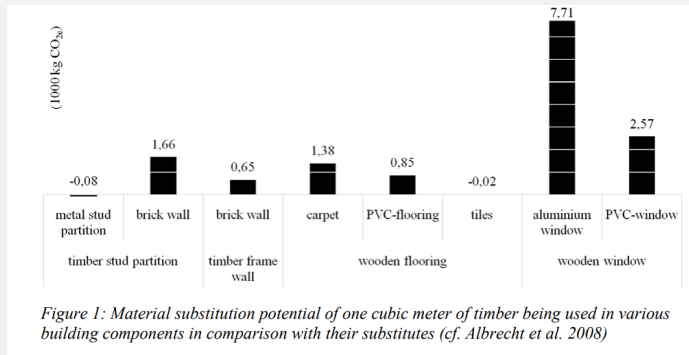 (1000 kg CO2e)
7,71
2,57
1,66
1,38
0,85
0,65
-0,08
-0,02
metal stud partition
brick wall
brick wall
carpet
PVC-flooring
tiles
aluminium window
PVC-window
timber stud partition
timber frame wall
wooden flooring
wooden window
Figure 1: Material substitution potential of one cubic meter of timber being used in various
building components in comparison with their substitutes (cf. Albrecht et al. 2008)